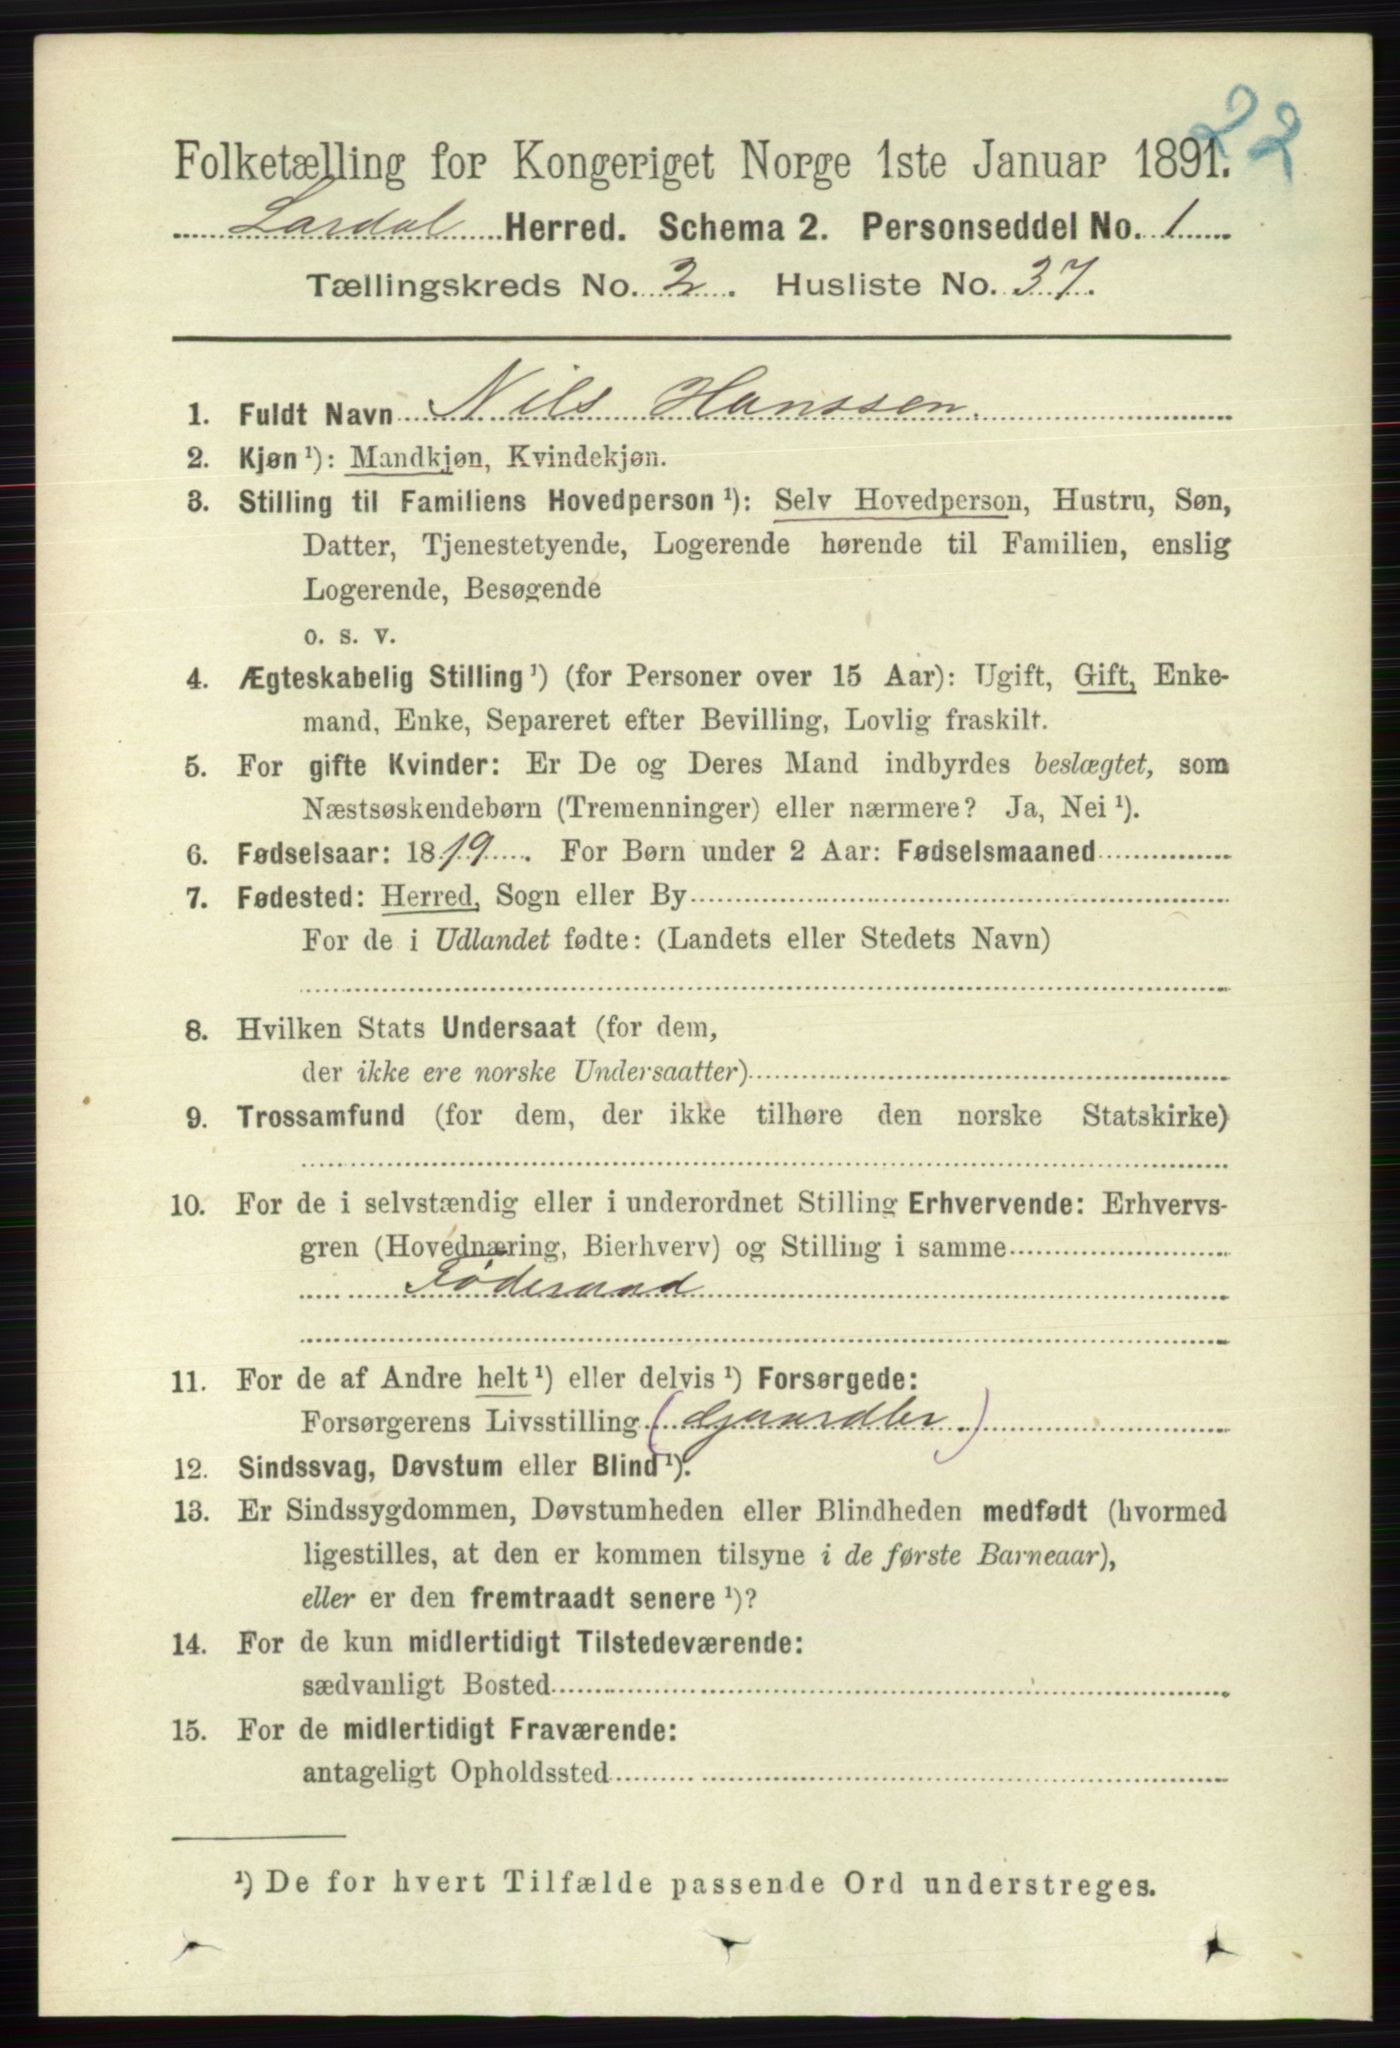 22
Folketælling for Kongeriget Norge 1ste Januar 1891.
Lardal Herred. Schema 2. Personseddel No. 1
Tællingskreds No. 2. Husliste No. 37.
1. Fuldt Navn Nils Hanssen.
2. Kjøn ¹): Mandkjøn, Kvindekjøn.
3. Stilling til Familiens Hovedperson ¹): Selv Hovedperson, Hustru, Søn,
Datter, Tjenestetyende, Logerende hørende til Familien, enslig
Logerende, Besøgende
o. s. v.
4. Ægteskabelig Stilling ¹) (for Personer over 15 Aar): Ugift, Gift, Enke-
mand, Enke, Separeret efter Bevilling, Lovlig fraskilt.
5. For gifte Kvinder: Er De og Deres Mand indbyrdes beslægtet, som
Næstsøskendebørn (Tremenninger) eller nærmere? Ja, Nei ¹).
6. Fødselsaar: 1819. For Børn under 2 Aar: Fødselsmaaned
7. Fødested: Herred, Sogn eller By
For de i Udlandet fødte: (Landets eller Stedets Navn)
8. Hvilken Stats Undersaat (for dem,
der ikke ere norske Undersaatter)
9. Trossamfund (for dem, der ikke tilhøre den norske Statskirke)
10. For de i selvstændig eller i underordnet Stilling Erhvervende: Erhvervs-
gren (Hovednæring, Bierhverv) og Stilling i samme
Föderaad
11. For de af Andre helt ¹) eller delvis ¹) Forsørgede:
Forsørgerens Livsstilling (Gaardbr.)
12. Sindssvag, Døvstum eller Blind ¹).
13. Er Sindssygdommen, Døvstumheden eller Blindheden medfødt (hvormed
ligestilles, at den er kommen tilsyne i de første Barneaar),
eller er den fremtraadt senere ¹)?
14. For de kun midlertidigt Tilstedeværende:
sædvanligt Bosted
15. For de midlertidigt Fraværende:
antageligt Opholdssted
¹) De for hvert Tilfælde passende Ord understreges.